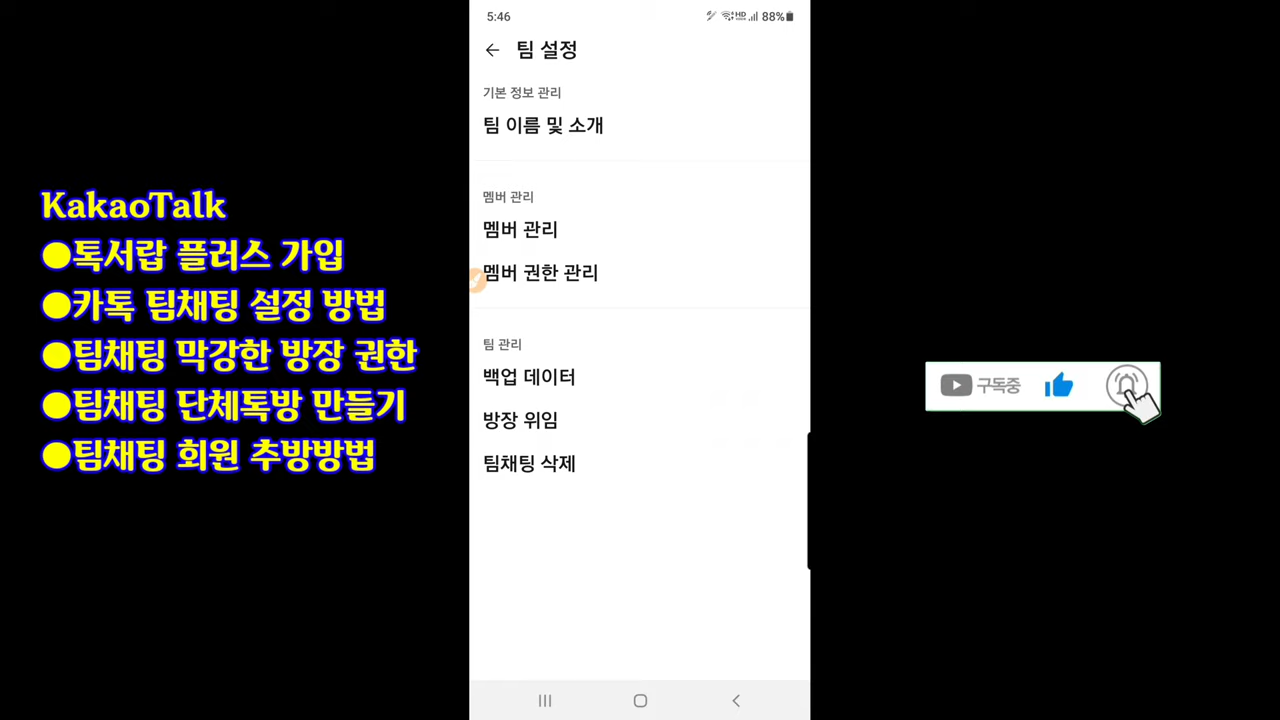 KakaoTalk
●톡서랍 플러스 가입
●카톡 팀채팅 설정 방법
●팀채팅 막강한 방장 권한
●팀채팅 단체톡방 만들기
●팀채팅 회원 추방방법
5:46
88%
팀 설정
기본 정보 관리
팀 이름 및 소개
멤버 관리
멤버 관리
멤버 권한 관리
팀 관리
백업 데이터
방장 위임
팀채팅 삭제
구독중